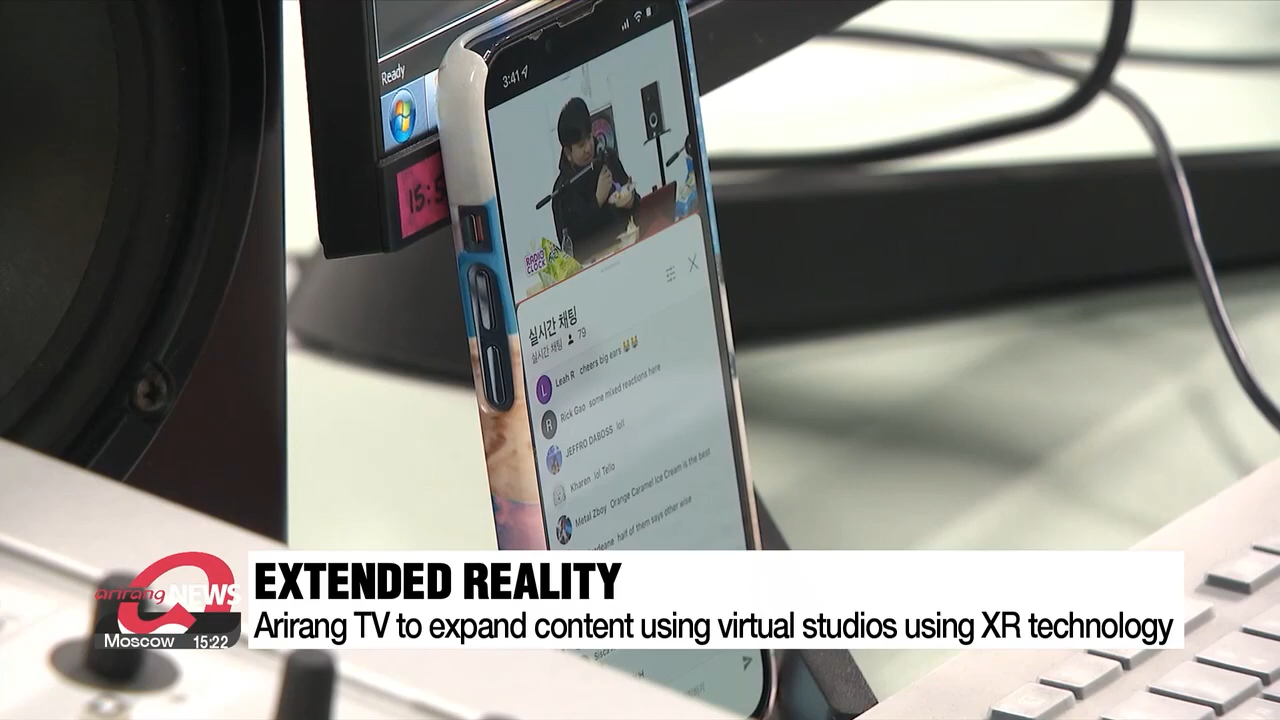 Ready
15:5
3:41
RADIO
CLOCK
실시간 채팅
실시간 채팅 79
Leah R cheers big ears
Rick Gao some mixed reactions here
JEFFRO DABOSS lol
Kharen lol Tello
Metal Zboy Orange Caramel Ice Cream is the best
half of them says other wise
arirang NEWS
Moscow 15:22
EXTENDED REALITY
Arirang TV to expand content using virtual studios using XR technology